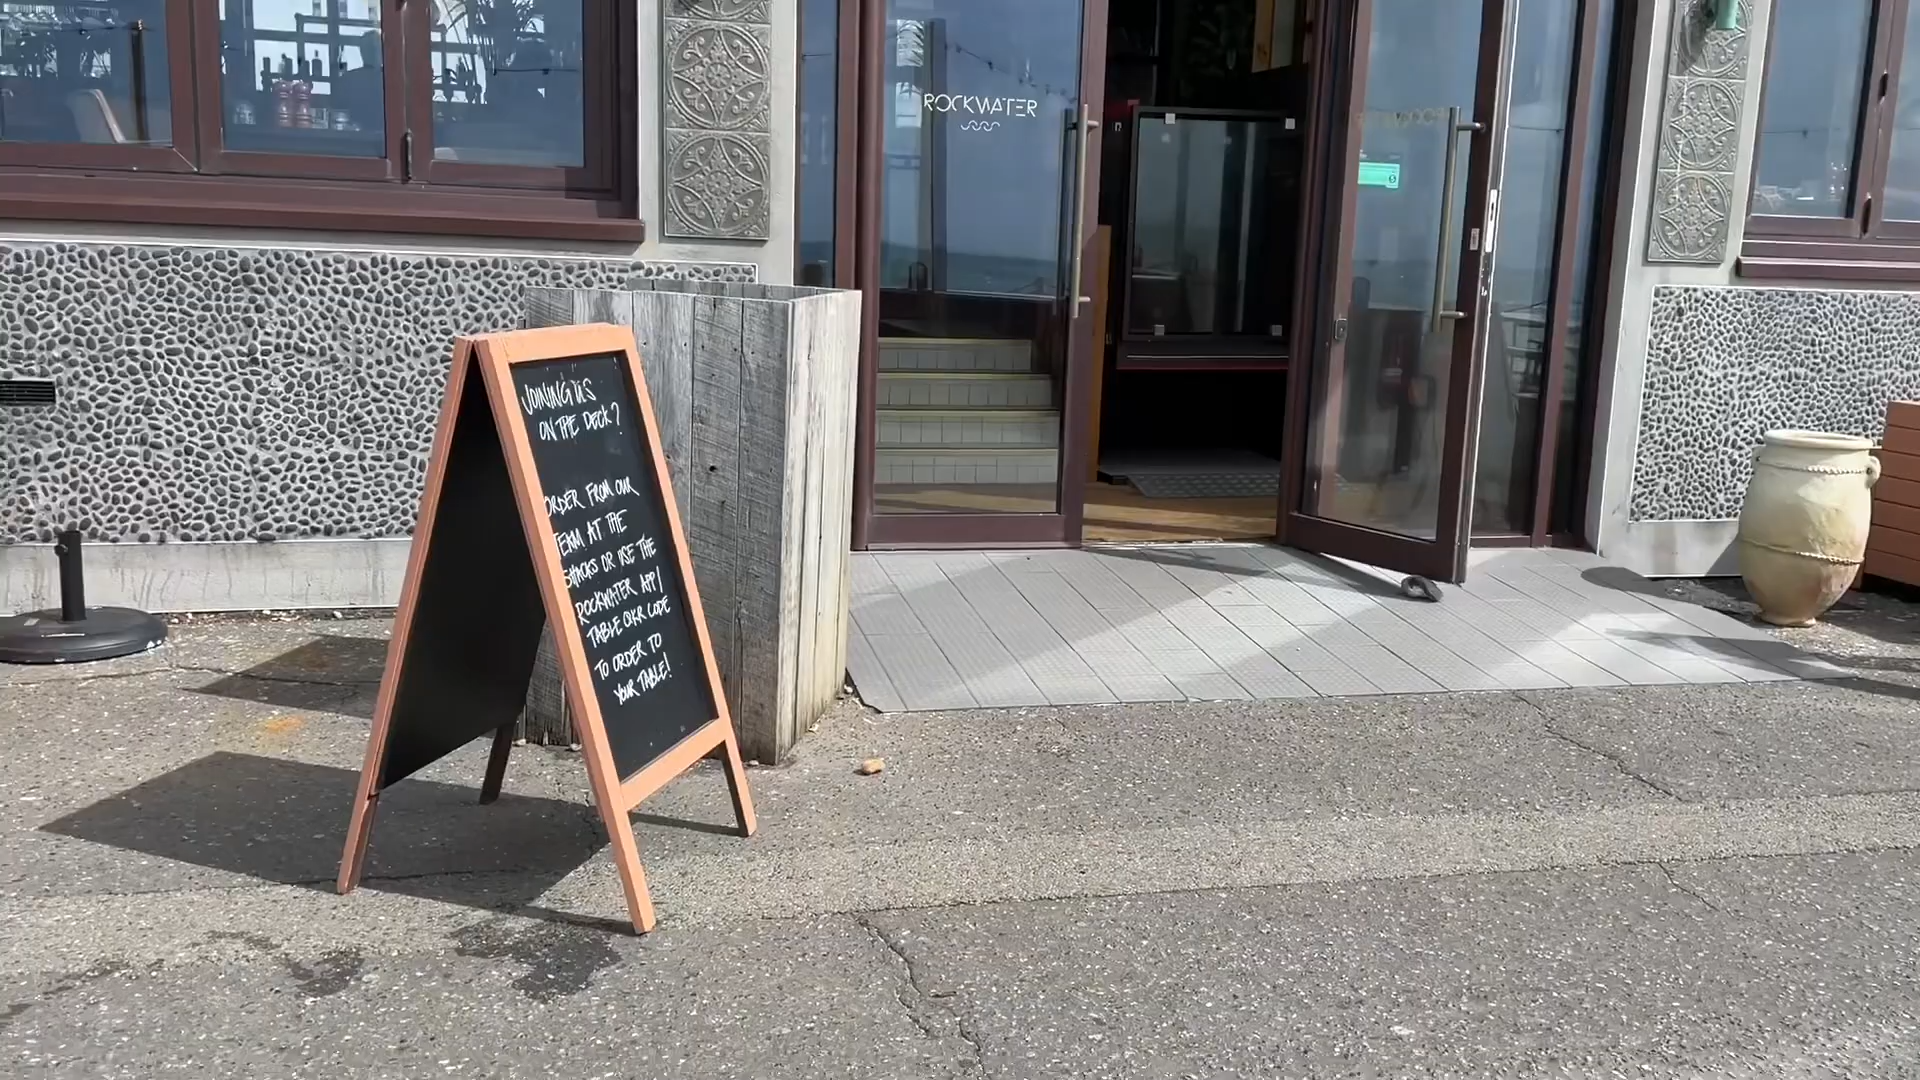 ROCKWATER
JOINING US
ON THE DECK?
ORDER FROM OUR
TEAM AT THE
SHACKS OR USE THE
ROCKWATER APP/
TABLE QR CODE
TO ORDER TO
YOUR TABLE!